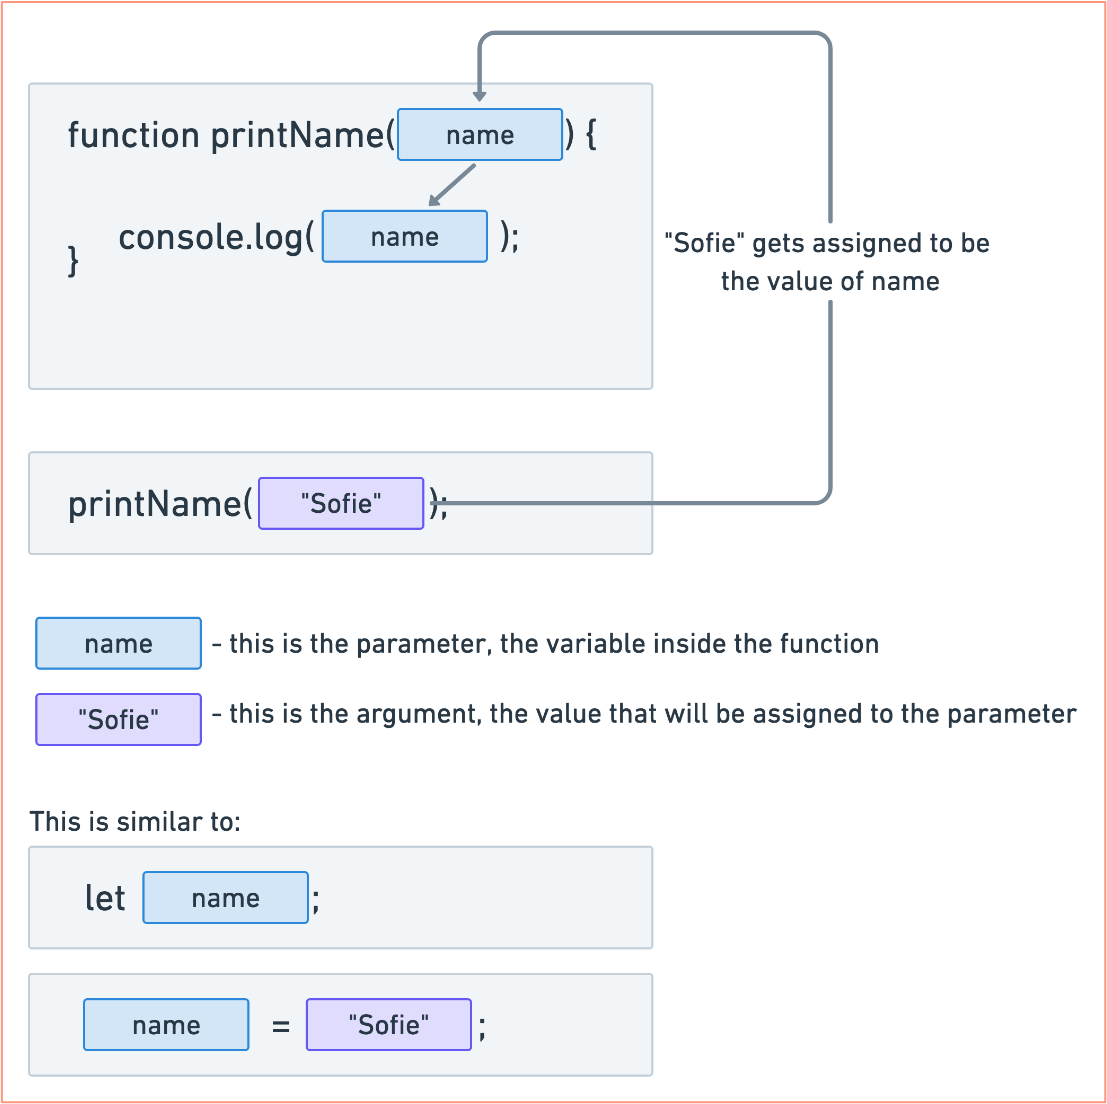 function printName( name ) {
console.log( name );
}
"Sofie" gets assigned to be
the value of name
printName( "Sofie" );
name - this is the parameter, the variable inside the function
"Sofie" - this is the argument, the value that will be assigned to the parameter
This is similar to:
let name ;
name = "Sofie" ;